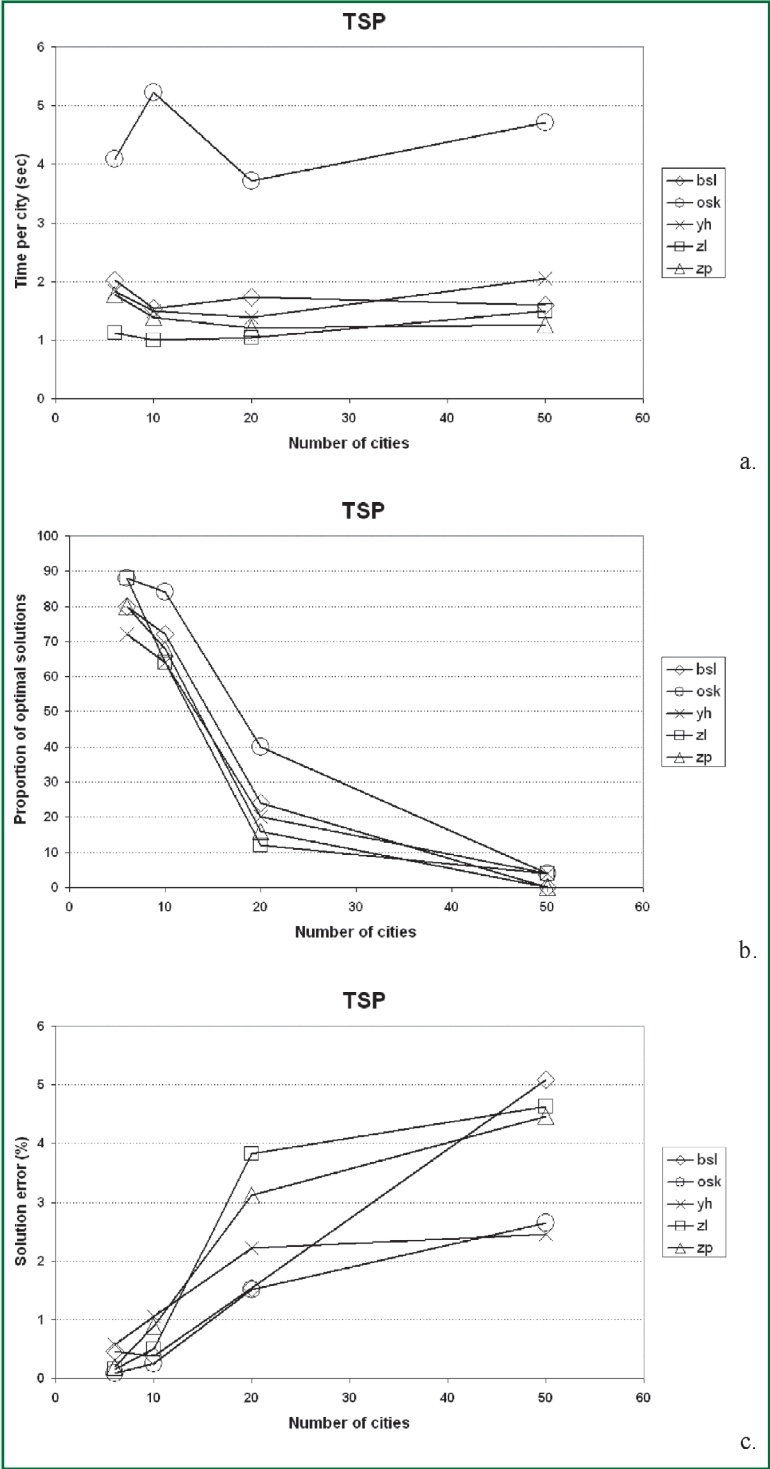 TSP
6
5
4
3
2
1
0
Time per city (sec)
0 10 20 30 40 50 60
Number of cities
bsl
osk
yh
zl
zp
a.
TSP
100
90
80
70
60
50
40
30
20
10
0
Proportion of optimal solutions
0 10 20 30 40 50 60
Number of cities
bsl
osk
yh
zl
zp
b.
TSP
6
5
4
3
2
1
0
Solution error (%)
0 10 20 30 40 50 60
Number of cities
bsl
osk
yh
zl
zp
c.